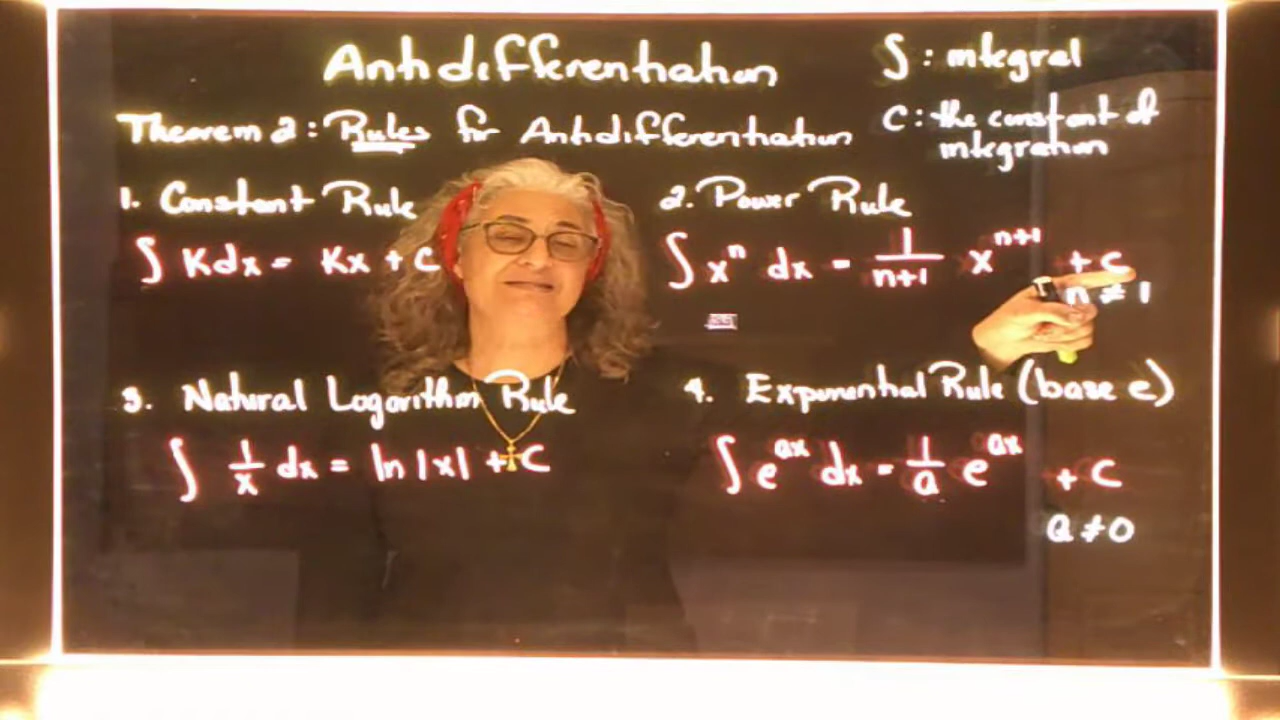 Antidifferentiation
∫ : integral
C : the constant of
integration
Theorem 2 : Rules for Antidifferentiation
1. Constant Rule
∫ K dx = Kx + C
2. Power Rule
∫ xⁿ dx = 1/(n+1) xⁿ⁺¹ + C
n ≠ 1
3. Natural Logarithm Rule
∫ 1/x dx = ln |x| + C
4. Exponential Rule (base e)
∫ eᵃˣ dx = 1/a eᵃˣ + C
a ≠ 0